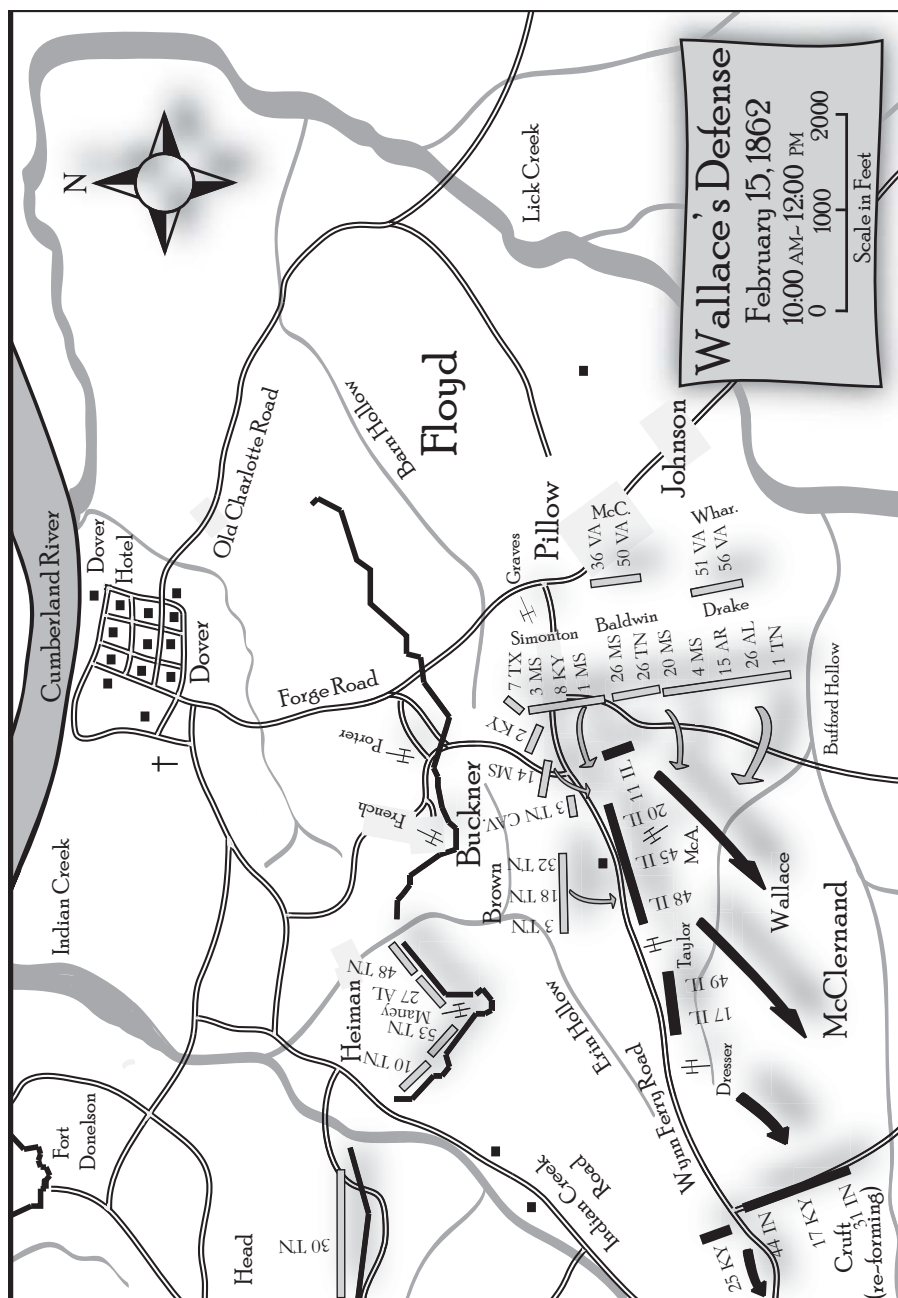 Wallace's Defense
February 15, 1862
10:00 AM~12:00 PM
0 1000 2000
Scale in Feet
N
Lick Creek
Cumberland River
Dover
Hotel
Dover
Old Charlotte Road
Barn Hollow
Floyd
Forge Road
Indian Creek
Pillow
Johnson
Graves
McC.
36 VA
50 VA
Whar.
51 VA
56 VA
Simonton
7 TX
3 MS
8 KY
1 MS
Baldwin
26 MS
26 TN
Drake
20 MS
4 MS
15 AR
26 AL
1 TN
Bufford Hollow
Porter
French
Buckner
2 KY
14 MS
3 TN CAV.
Brown
32 TN
18 TN
3 TN
11 IL
20 IL
McA.
45 IL
48 IL
Wallace
Taylor
49 IL
17 IL
McClernand
Dresser
Heiman
48 TN
27 AL
Maney
53 TN
10 TN
Erin Hollow
Wynn Ferry Road
Indian Creek
Road
Fort
Donelson
Head
30 TN
25 KY
44 IN
17 KY
31 IN
Cruft
(re~forming)